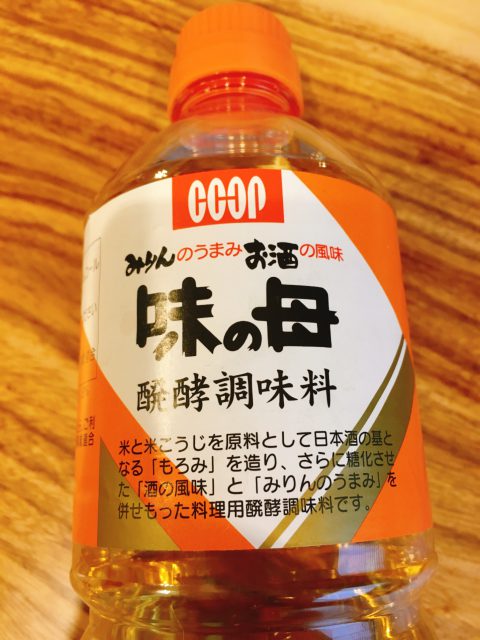 CO-OP
みりんのうまみお酒の風味
味の母
醗酵調味料
米と米こうじを原料として日本酒の基と
なる「もろみ」を造り、さらに糖化させ
た「酒の風味」と「みりんのうまみ」を
併せもった料理用醗酵調味料です。